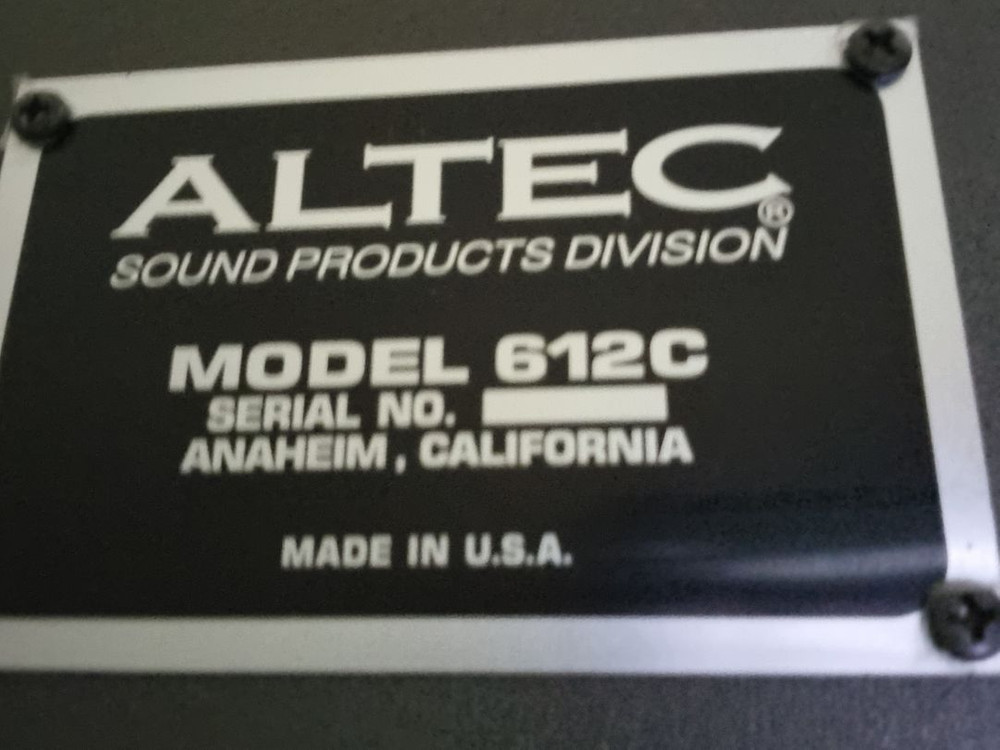 ALTEC®
SOUND PRODUCTS DIVISION
MODEL 612C
SERIAL NO.
ANAHEIM, CALIFORNIA
MADE IN U.S.A.